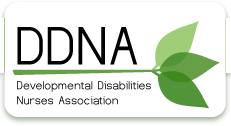 DDNA
Developmental Disabilities
Nurses Association